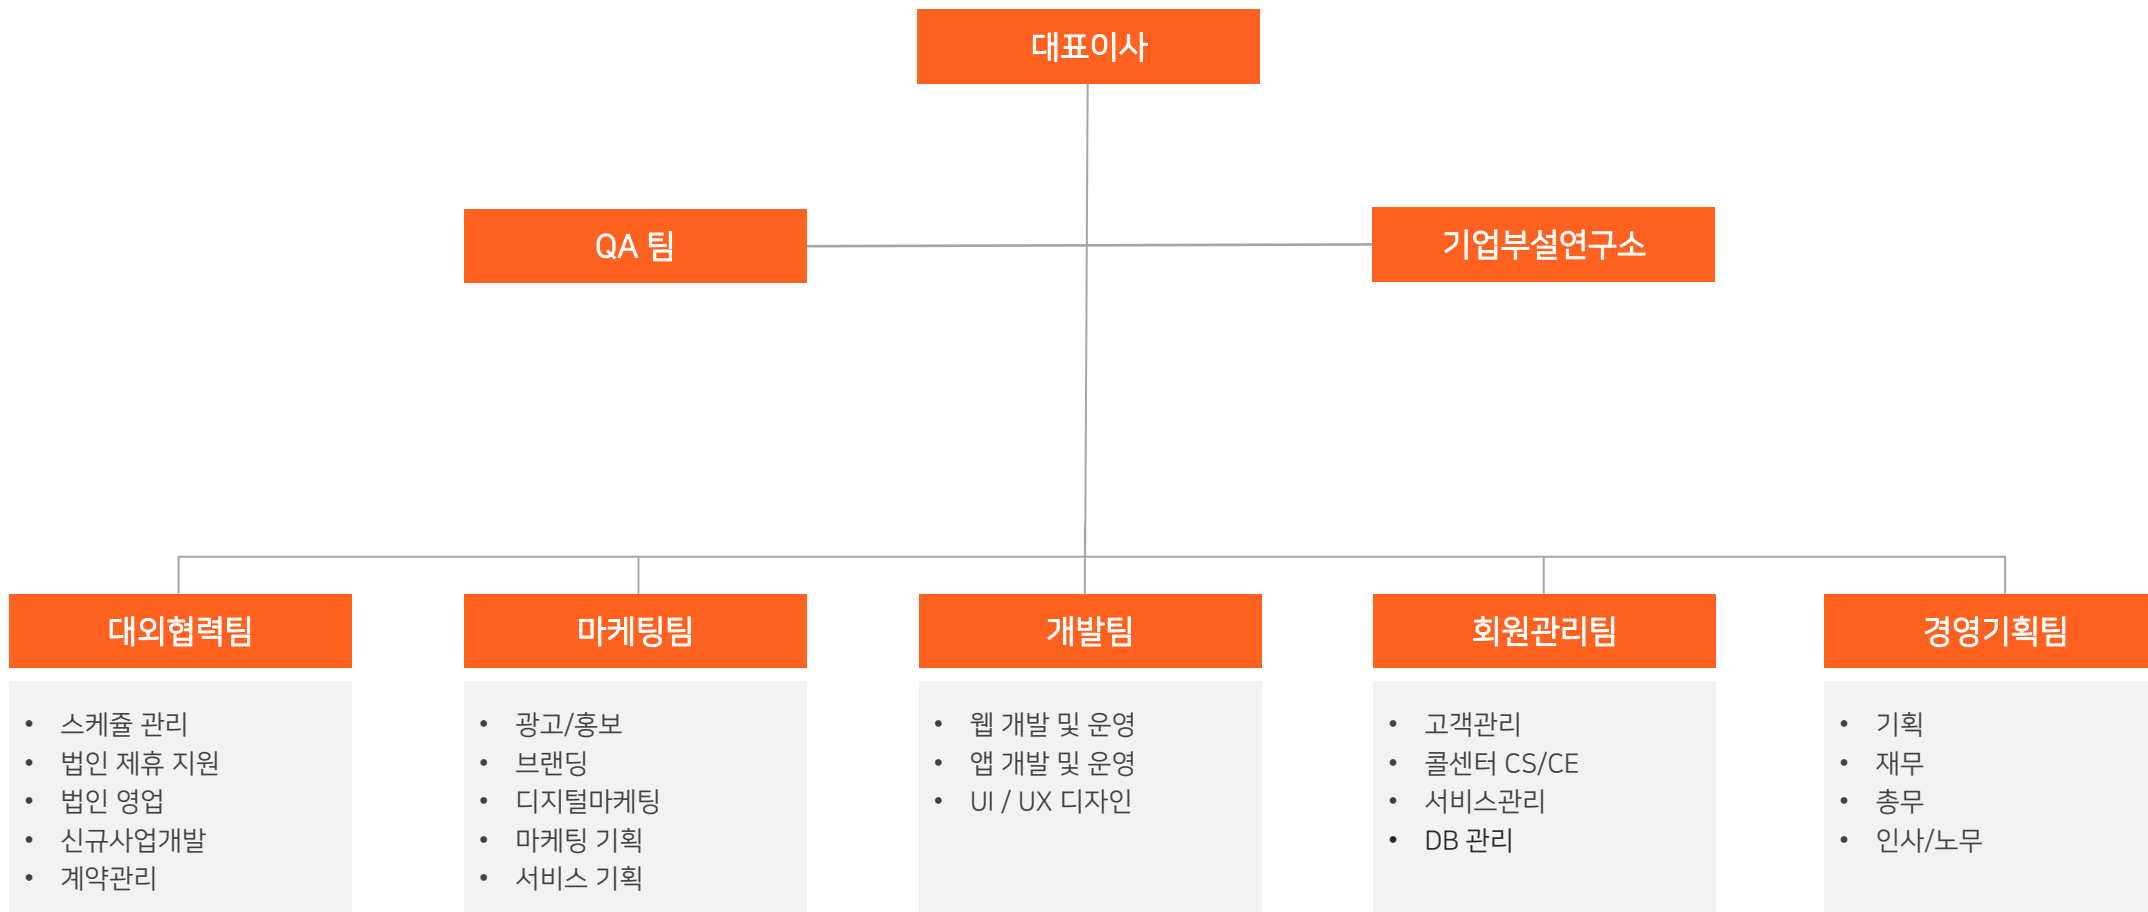 대표이사
QA 팀
기업부설연구소
대외협력팀
• 스케쥴 관리
• 법인 제휴 지원
• 법인 영업
• 신규사업개발
• 계약관리
마케팅팀
• 광고/홍보
• 브랜딩
• 디지털마케팅
• 마케팅 기획
• 서비스 기획
개발팀
• 웹 개발 및 운영
• 앱 개발 및 운영
• UI / UX 디자인
회원관리팀
• 고객관리
• 콜센터 CS/CE
• 서비스관리
• DB 관리
경영기획팀
• 기획
• 재무
• 총무
• 인사/노무